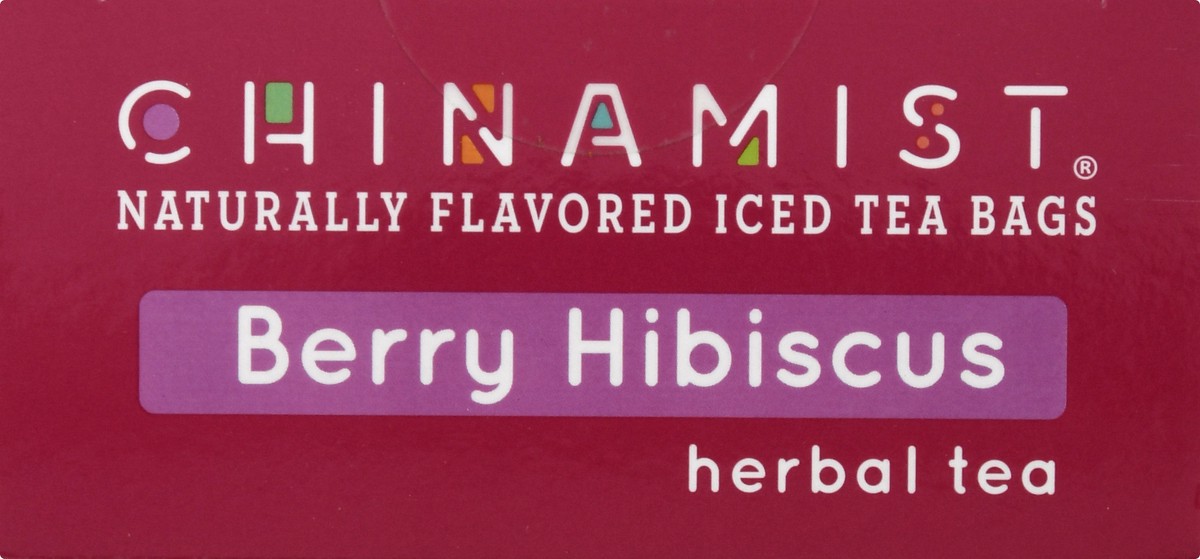 CHINAMIST®
NATURALLY FLAVORED ICED TEA BAGS
Berry Hibiscus
herbal tea